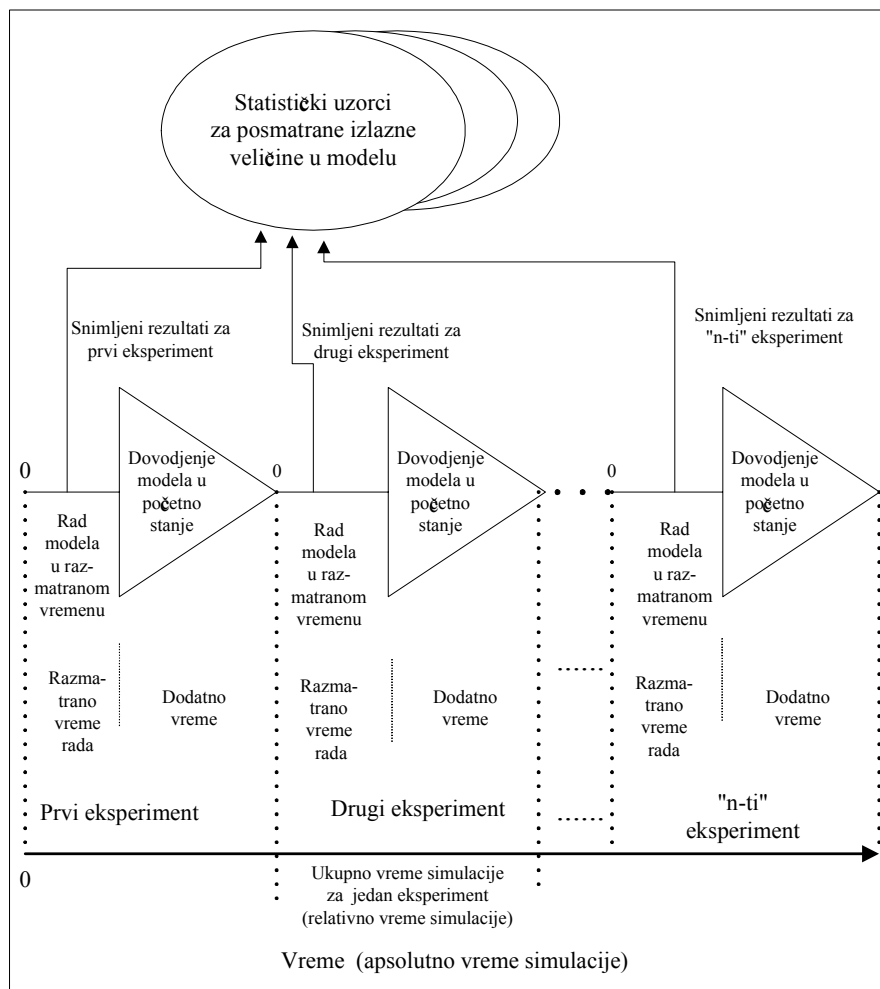 Statistički uzorci
za posmatrane izlazne
veličine u modelu
Snimljeni rezultati za
prvi eksperiment
Snimljeni rezultati za
drugi eksperiment
Snimljeni rezultati za
"n-ti" eksperiment
0
Dovodjenje
modela u
početno
stanje
0
Dovodjenje
modela u
početno
stanje
0
Dovodjenje
modela u
početno
stanje
Rad
modela
u raz-
matranom
vremenu
Rad
modela
u raz-
matranom
vremenu
Rad
modela
u raz-
matranom
vremenu
Razma-
trano
vreme
rada
Dodatno
vreme
Razma-
trano
vreme
rada
Dodatno
vreme
Razma-
trano
vreme
rada
Dodatno
vreme
Prvi eksperiment
Drugi eksperiment
"n-ti"
eksperiment
0
Ukupno vreme simulacije
za jedan eksperiment
(relativno vreme simulacije)
Vreme (apsolutno vreme simulacije)